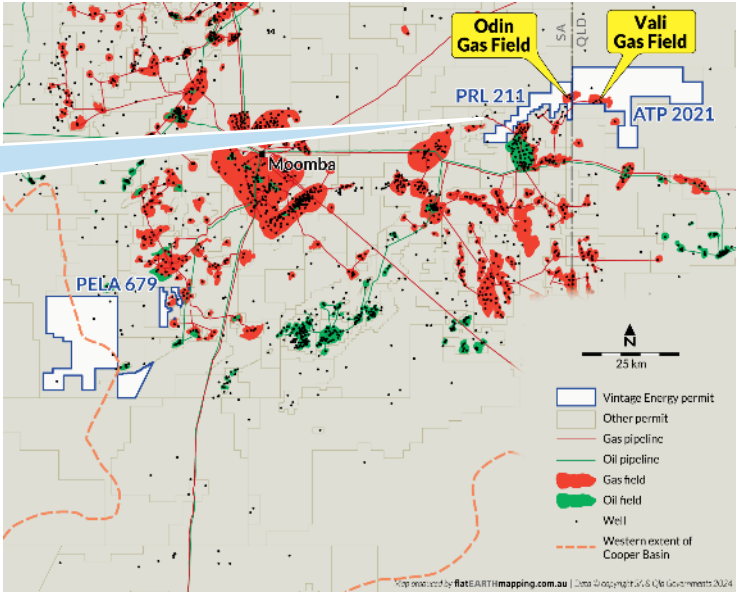 Odin
Gas Field
SA
QLD
Vali
Gas Field
PRL 211
ATP 2021
Moomba
PELA 679
N
25 km
Vintage Energy permit
Other permit
Gas pipeline
Oil pipeline
Gas field
Oil field
Well
Western extent of
Cooper Basin
Map produced by flatEARTHmapping.com.au | Data © copyright SA & Qld Governments 2024